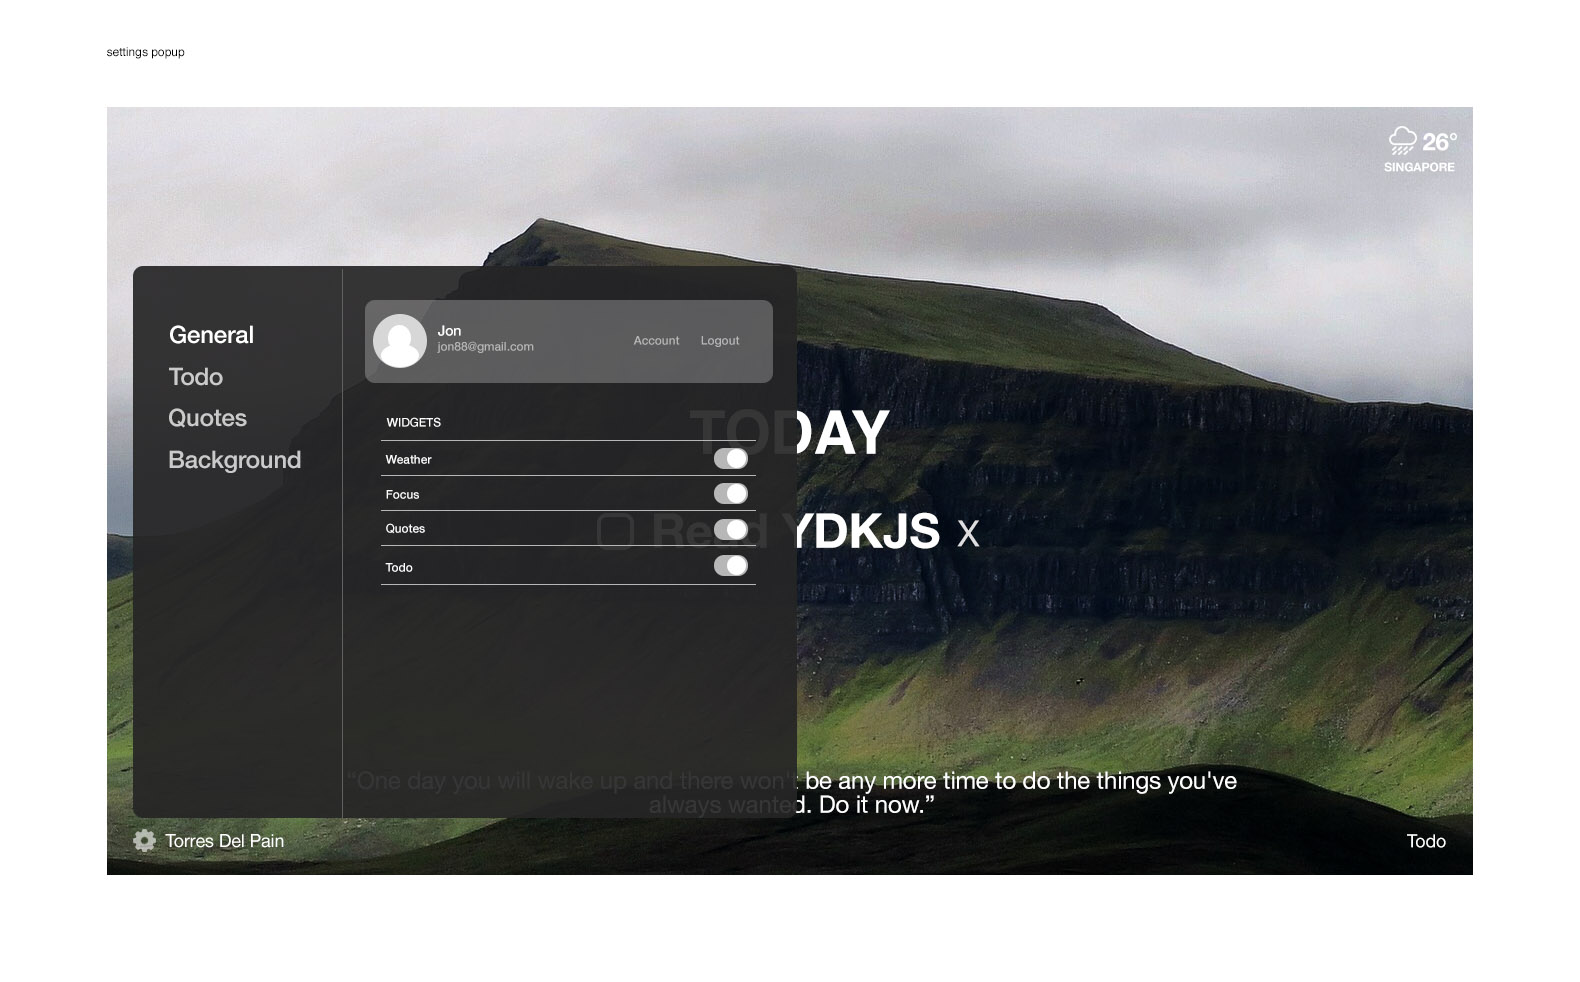 settings popup
26°
SINGAPORE
General
Todo
Quotes
Background
Jon
jon88@gmail.com
Account
Logout
WIDGETS
Weather
Focus
Quotes
Todo
TODAY
Read YDKJS x
“One day you will wake up and there won't be any more time to do the things you've
always wanted. Do it now.”
Torres Del Pain
Todo